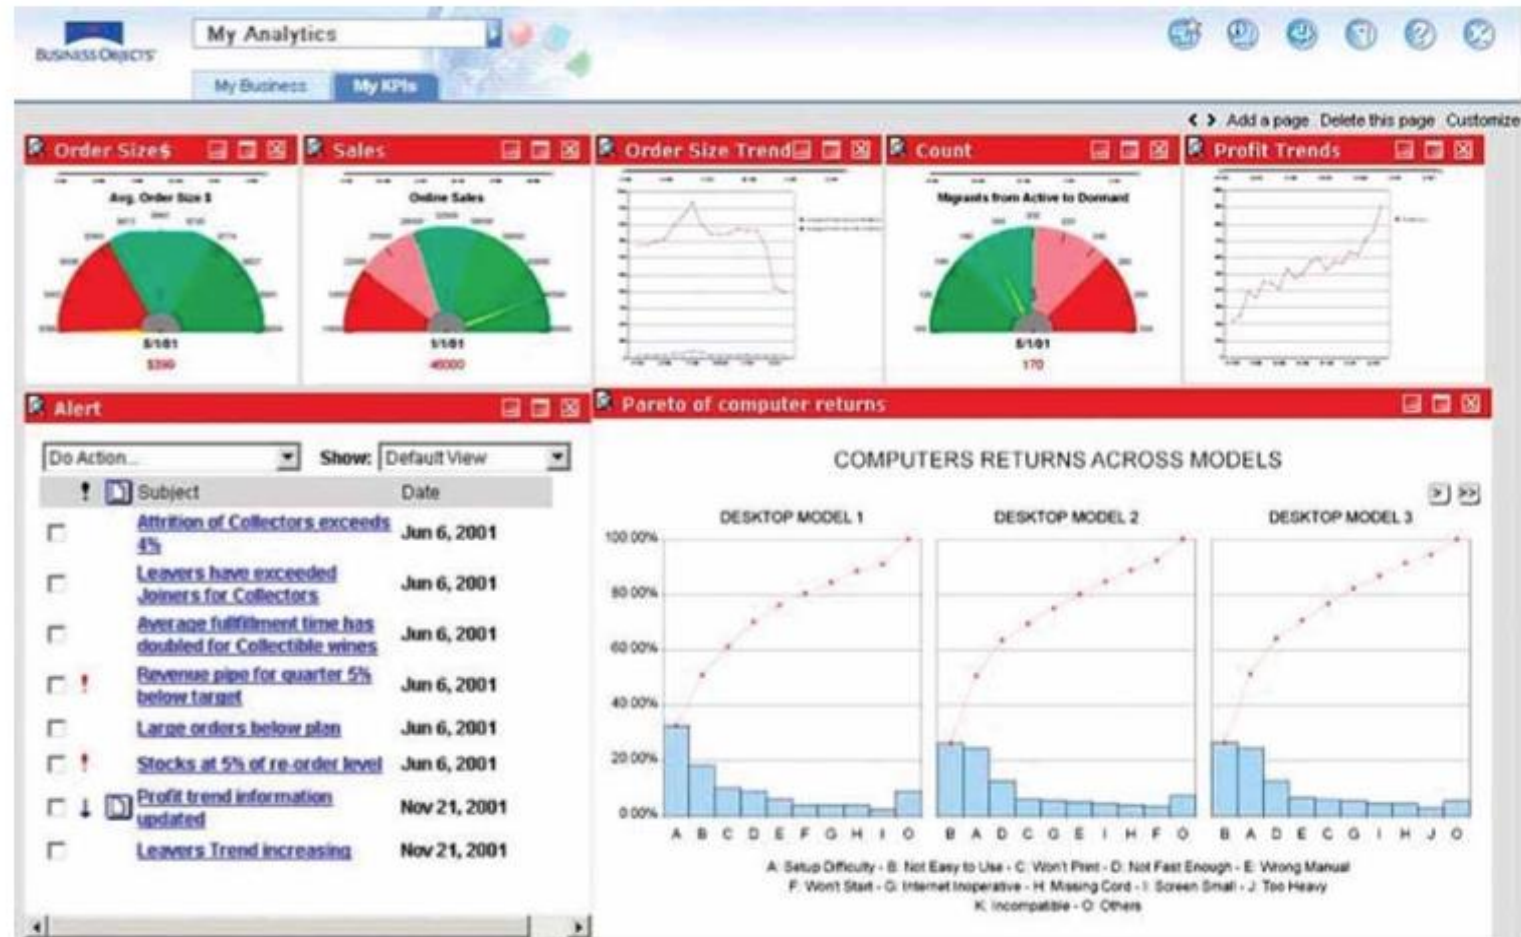 BUSINESS OBJECTS
My Analytics
My Business
My KPIs
Add a page Delete this page Customize
Order Size$
Sales
Order Size Trend
Count
Profit Trends
Avg. Order Size $
Online Sales
Migrants from Active to Dormant
5/1/01
1/1/01
5/1/01
5390
46000
170
Alert
Pareto of computer returns
Do Action...
Show:
Default View
! Subject
Date
Attrition of Collectors exceeds
4%
Jun 6, 2001
Leavers have exceeded
Joiners for Collectors
Jun 6, 2001
Average fullfillment time has
doubled for Collectible wines
Jun 6, 2001
! Revenue pipe for quarter 5%
below target
Jun 6, 2001
Large orders below plan
Jun 6, 2001
! Stocks at 5% of re-order level
Jun 6, 2001
Profit trend information
updated
Nov 21, 2001
Leavers Trend increasing
Nov 21, 2001
COMPUTERS RETURNS ACROSS MODELS
> >>
DESKTOP MODEL 1
DESKTOP MODEL 2
DESKTOP MODEL 3
100.00%
80.00%
60.00%
40.00%
20.00%
0.00%
A B C D E F G H I O
B A D C G E I H F O
B A D E C G I H J O
A: Setup Difficulty - B: Not Easy to Use - C: Won't Print - D: Not Fast Enough - E: Wrong Manual
F: Won't Start - G: Internet Inoperative - H: Missing Cord - I: Screen Small - J: Too Heavy
K: Incompatible - O: Others